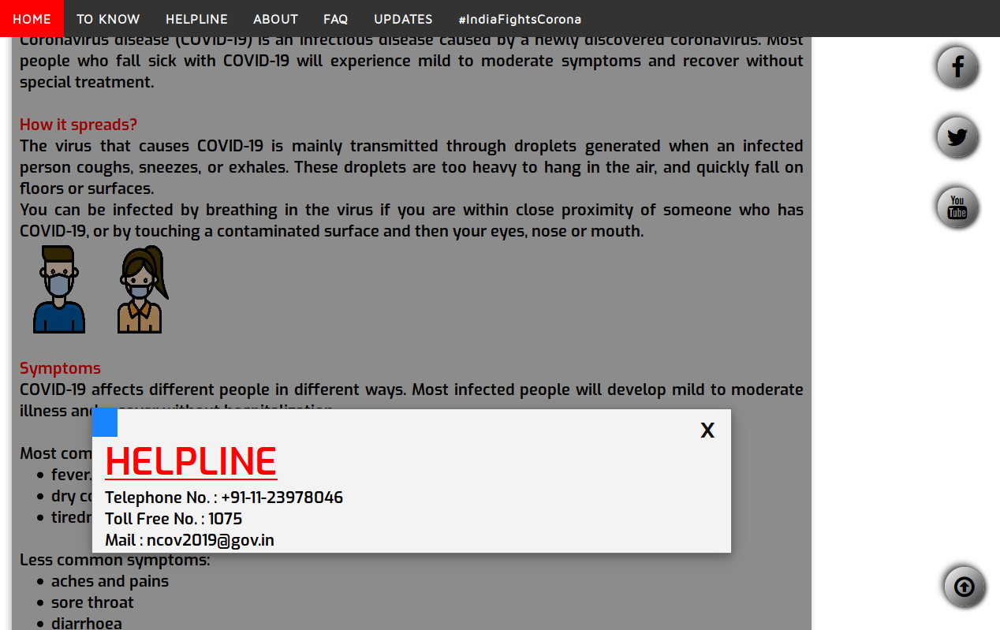 HOME TO KNOW HELPLINE ABOUT FAQ UPDATES #IndiaFightsCorona
Coronavirus disease (COVID-19) is an infectious disease caused by a newly discovered coronavirus. Most
people who fall sick with COVID-19 will experience mild to moderate symptoms and recover without
special treatment.
How it spreads?
The virus that causes COVID-19 is mainly transmitted through droplets generated when an infected
person coughs, sneezes, or exhales. These droplets are too heavy to hang in the air, and quickly fall on
floors or surfaces.
You can be infected by breathing in the virus if you are within close proximity of someone who has
COVID-19, or by touching a contaminated surface and then your eyes, nose or mouth.
Symptoms
COVID-19 affects different people in different ways. Most infected people will develop mild to moderate
illness and recover without hospitalization.
Most
fever.
dry
X
HELPLINE
Telephone No. : +91-11-23978046
Toll Free No. : 1075
Mail : ncov2019@gov.in
Less common symptoms:
aches and pains
sore throat
diarrhoea
You
Tube